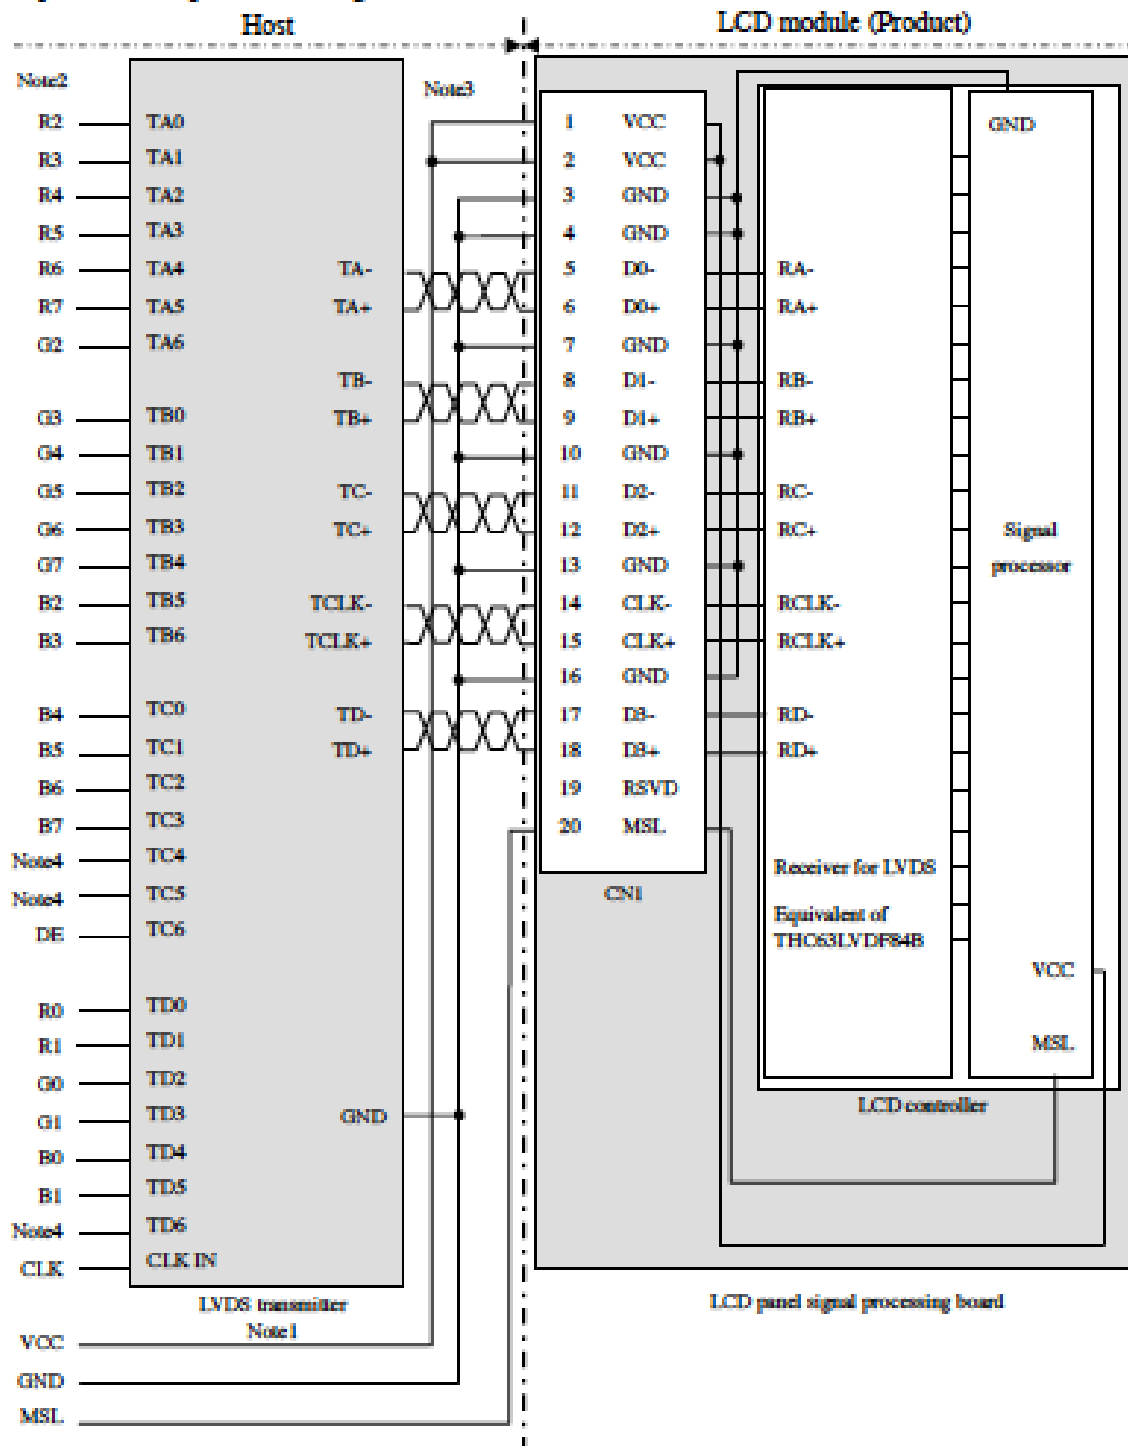 Host
LCD module (Product)
Note2
Note3
R2 TA0
R3 TA1
R4 TA2
R5 TA3
R6 TA4 TA-
R7 TA5 TA+
G2 TA6
TB-
G3 TB0 TB+
G4 TB1
G5 TB2 TC-
G6 TB3 TC+
G7 TB4
B2 TB5 TCLK-
B3 TB6 TCLK+
B4 TC0 TD-
B5 TC1 TD+
B6 TC2
B7 TC3
Note4 TC4
Note4 TC5
DE TC6
R0 TD0
R1 TD1
G0 TD2
G1 TD3 GND
B0 TD4
B1 TD5
Note4 TD6
CLK CLK IN
LVDS transmitter
Note1
VCC
GND
MSL
1 VCC
2 VCC
3 GND
4 GND
5 D0-
6 D0+
7 GND
8 D1-
9 D1+
10 GND
11 D2-
12 D2+
13 GND
14 CLK-
15 CLK+
16 GND
17 D3-
18 D3+
19 RSVD
20 MSL
CN1
RA-
RA+
RB-
RB+
RC-
RC+
RCLK-
RCLK+
RD-
RD+
Receiver for LVDS
Equivalent of
THC63LVDF84B
GND
Signal
processor
VCC
MSL
LCD controller
LCD panel signal processing board